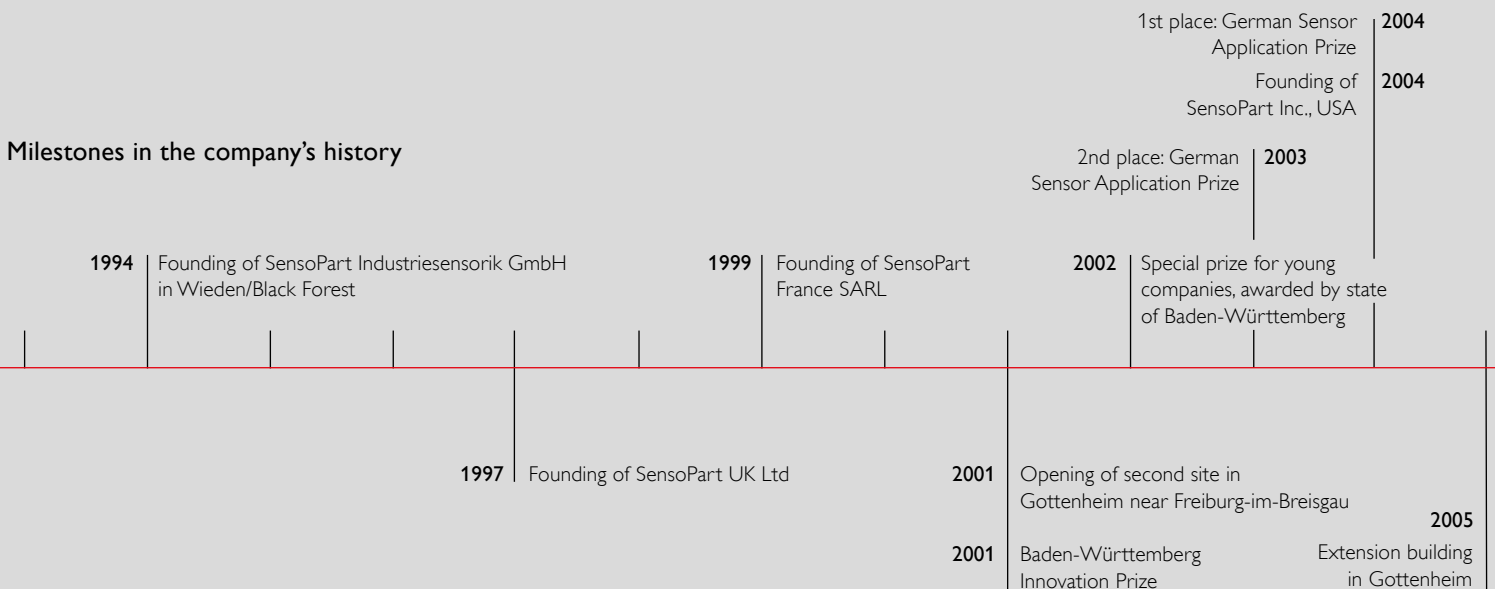 Milestones in the company's history
1994
Founding of SensoPart Industriesensorik GmbH
in Wieden/Black Forest
1997
Founding of SensoPart UK Ltd
1999
Founding of SensoPart
France SARL
2001
Opening of second site in
Gottenheim near Freiburg-im-Breisgau
2001
Baden-Württemberg
Innovation Prize
2002
Special prize for young
companies, awarded by state
of Baden-Württemberg
2nd place: German
Sensor Application Prize
2003
1st place: German Sensor
Application Prize
2004
Founding of
SensoPart Inc., USA
2004
2005
Extension building
in Gottenheim